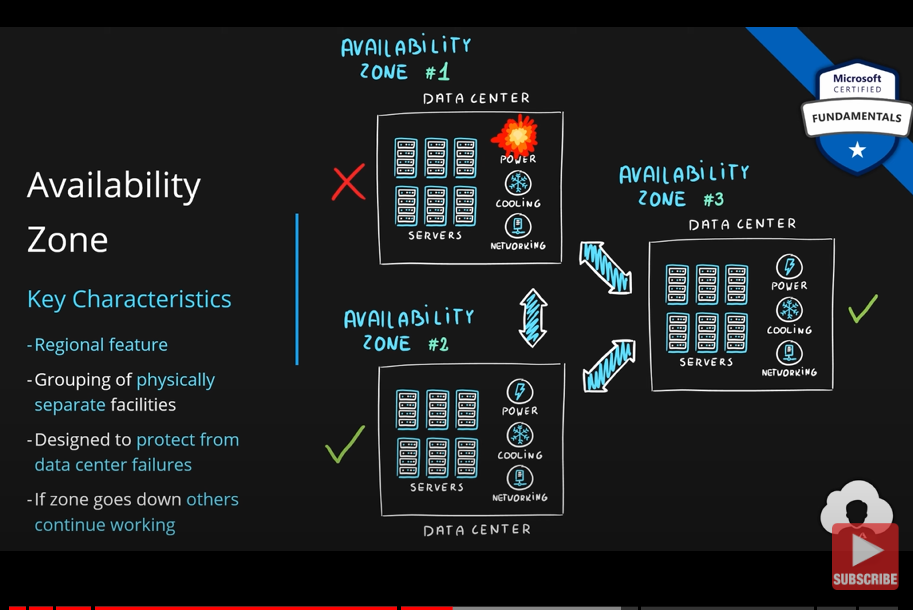 Availability
Zone
Key Characteristics
-Regional feature
-Grouping of physically
separate facilities
-Designed to protect from
data center failures
-If zone goes down others
continue working
AVAILABiLiTY
ZONE #1
DATA CENTER
SERVERS
POWER
COOLING
NETWORKING
AVAILABiLiTY
ZONE #2
SERVERS
POWER
COOLING
NETWORKING
DATA CENTER
AVAILABiLiTY
ZONE #3
DATA CENTER
SERVERS
POWER
COOLING
NETWORKING
Microsoft
CERTIFIED
FUNDAMENTALS
SUBSCRIBE